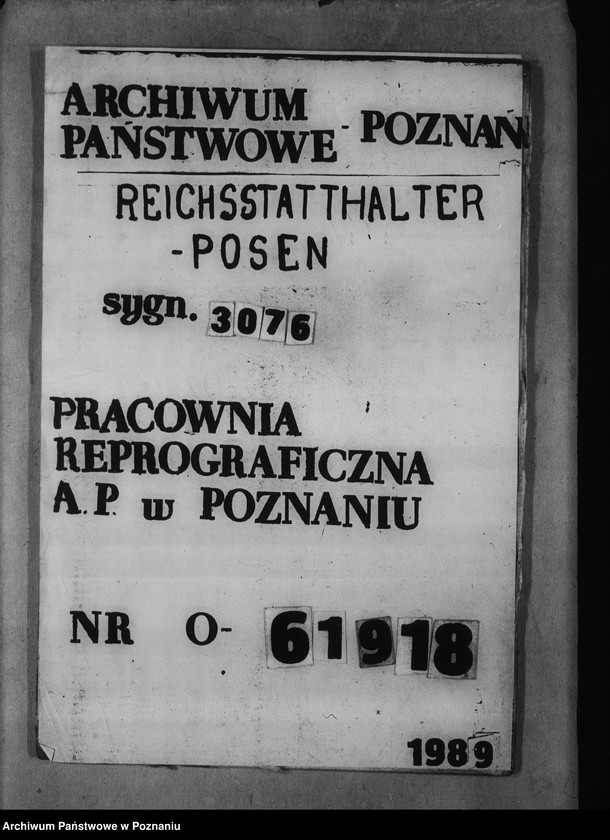 ARCHIWUM
PAŃSTWOWE - POZNAŃ
REICHSSTATTHALTER
-POSEN
sygn. 3076
PRACOWNIA
REPROGRAFICZNA
A.P. w POZNANIU
NR O- 61918
1989
Archiwum Państwowe w Poznaniu